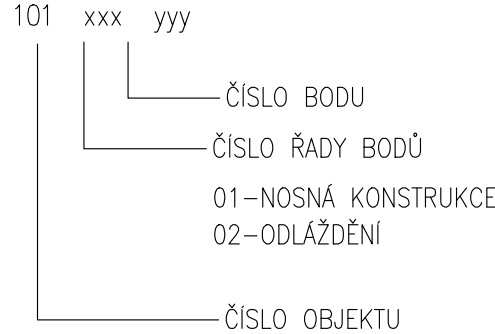 101 xxx yyy
ČÍSLO BODU
ČÍSLO ŘADY BODŮ
01-NOSNÁ KONSTRUKCE
02-ODLÁŽDĚNÍ
ČÍSLO OBJEKTU